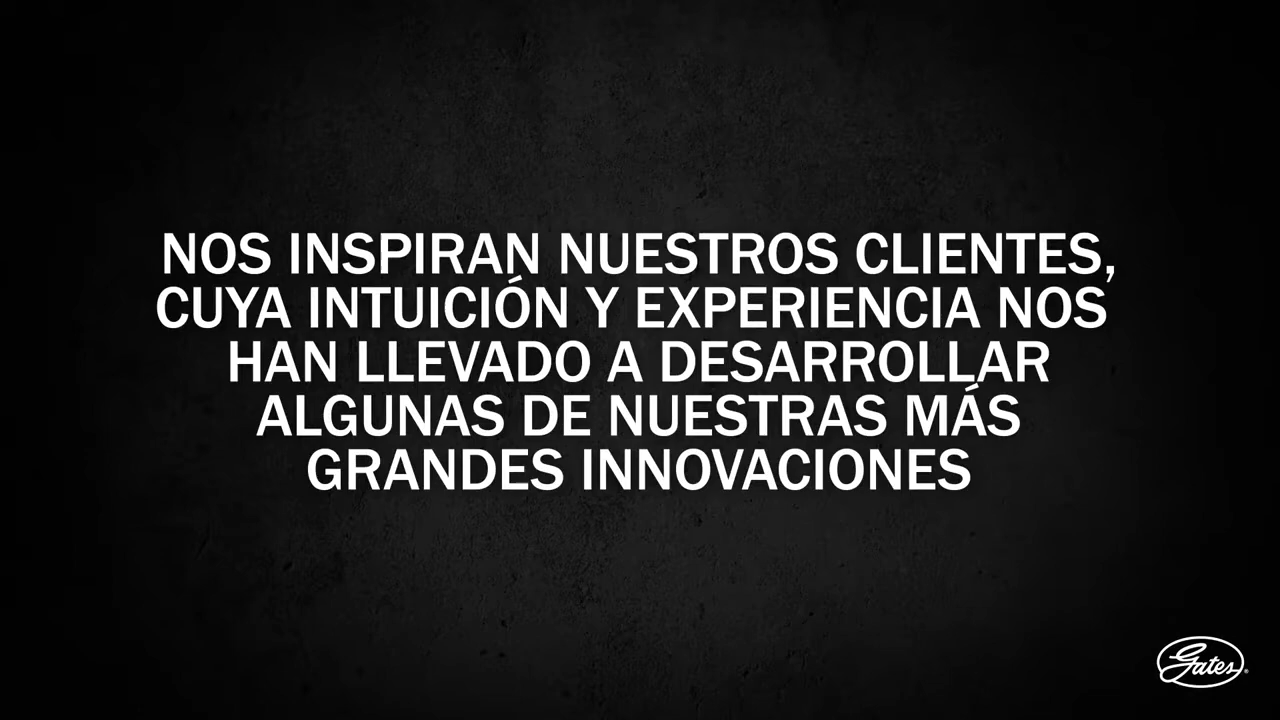 NOS INSPIRAN NUESTROS CLIENTES,
CUYA INTUICIÓN Y EXPERIENCIA NOS
HAN LLEVADO A DESARROLLAR
ALGUNAS DE NUESTRAS MÁS
GRANDES INNOVACIONES
Gates®